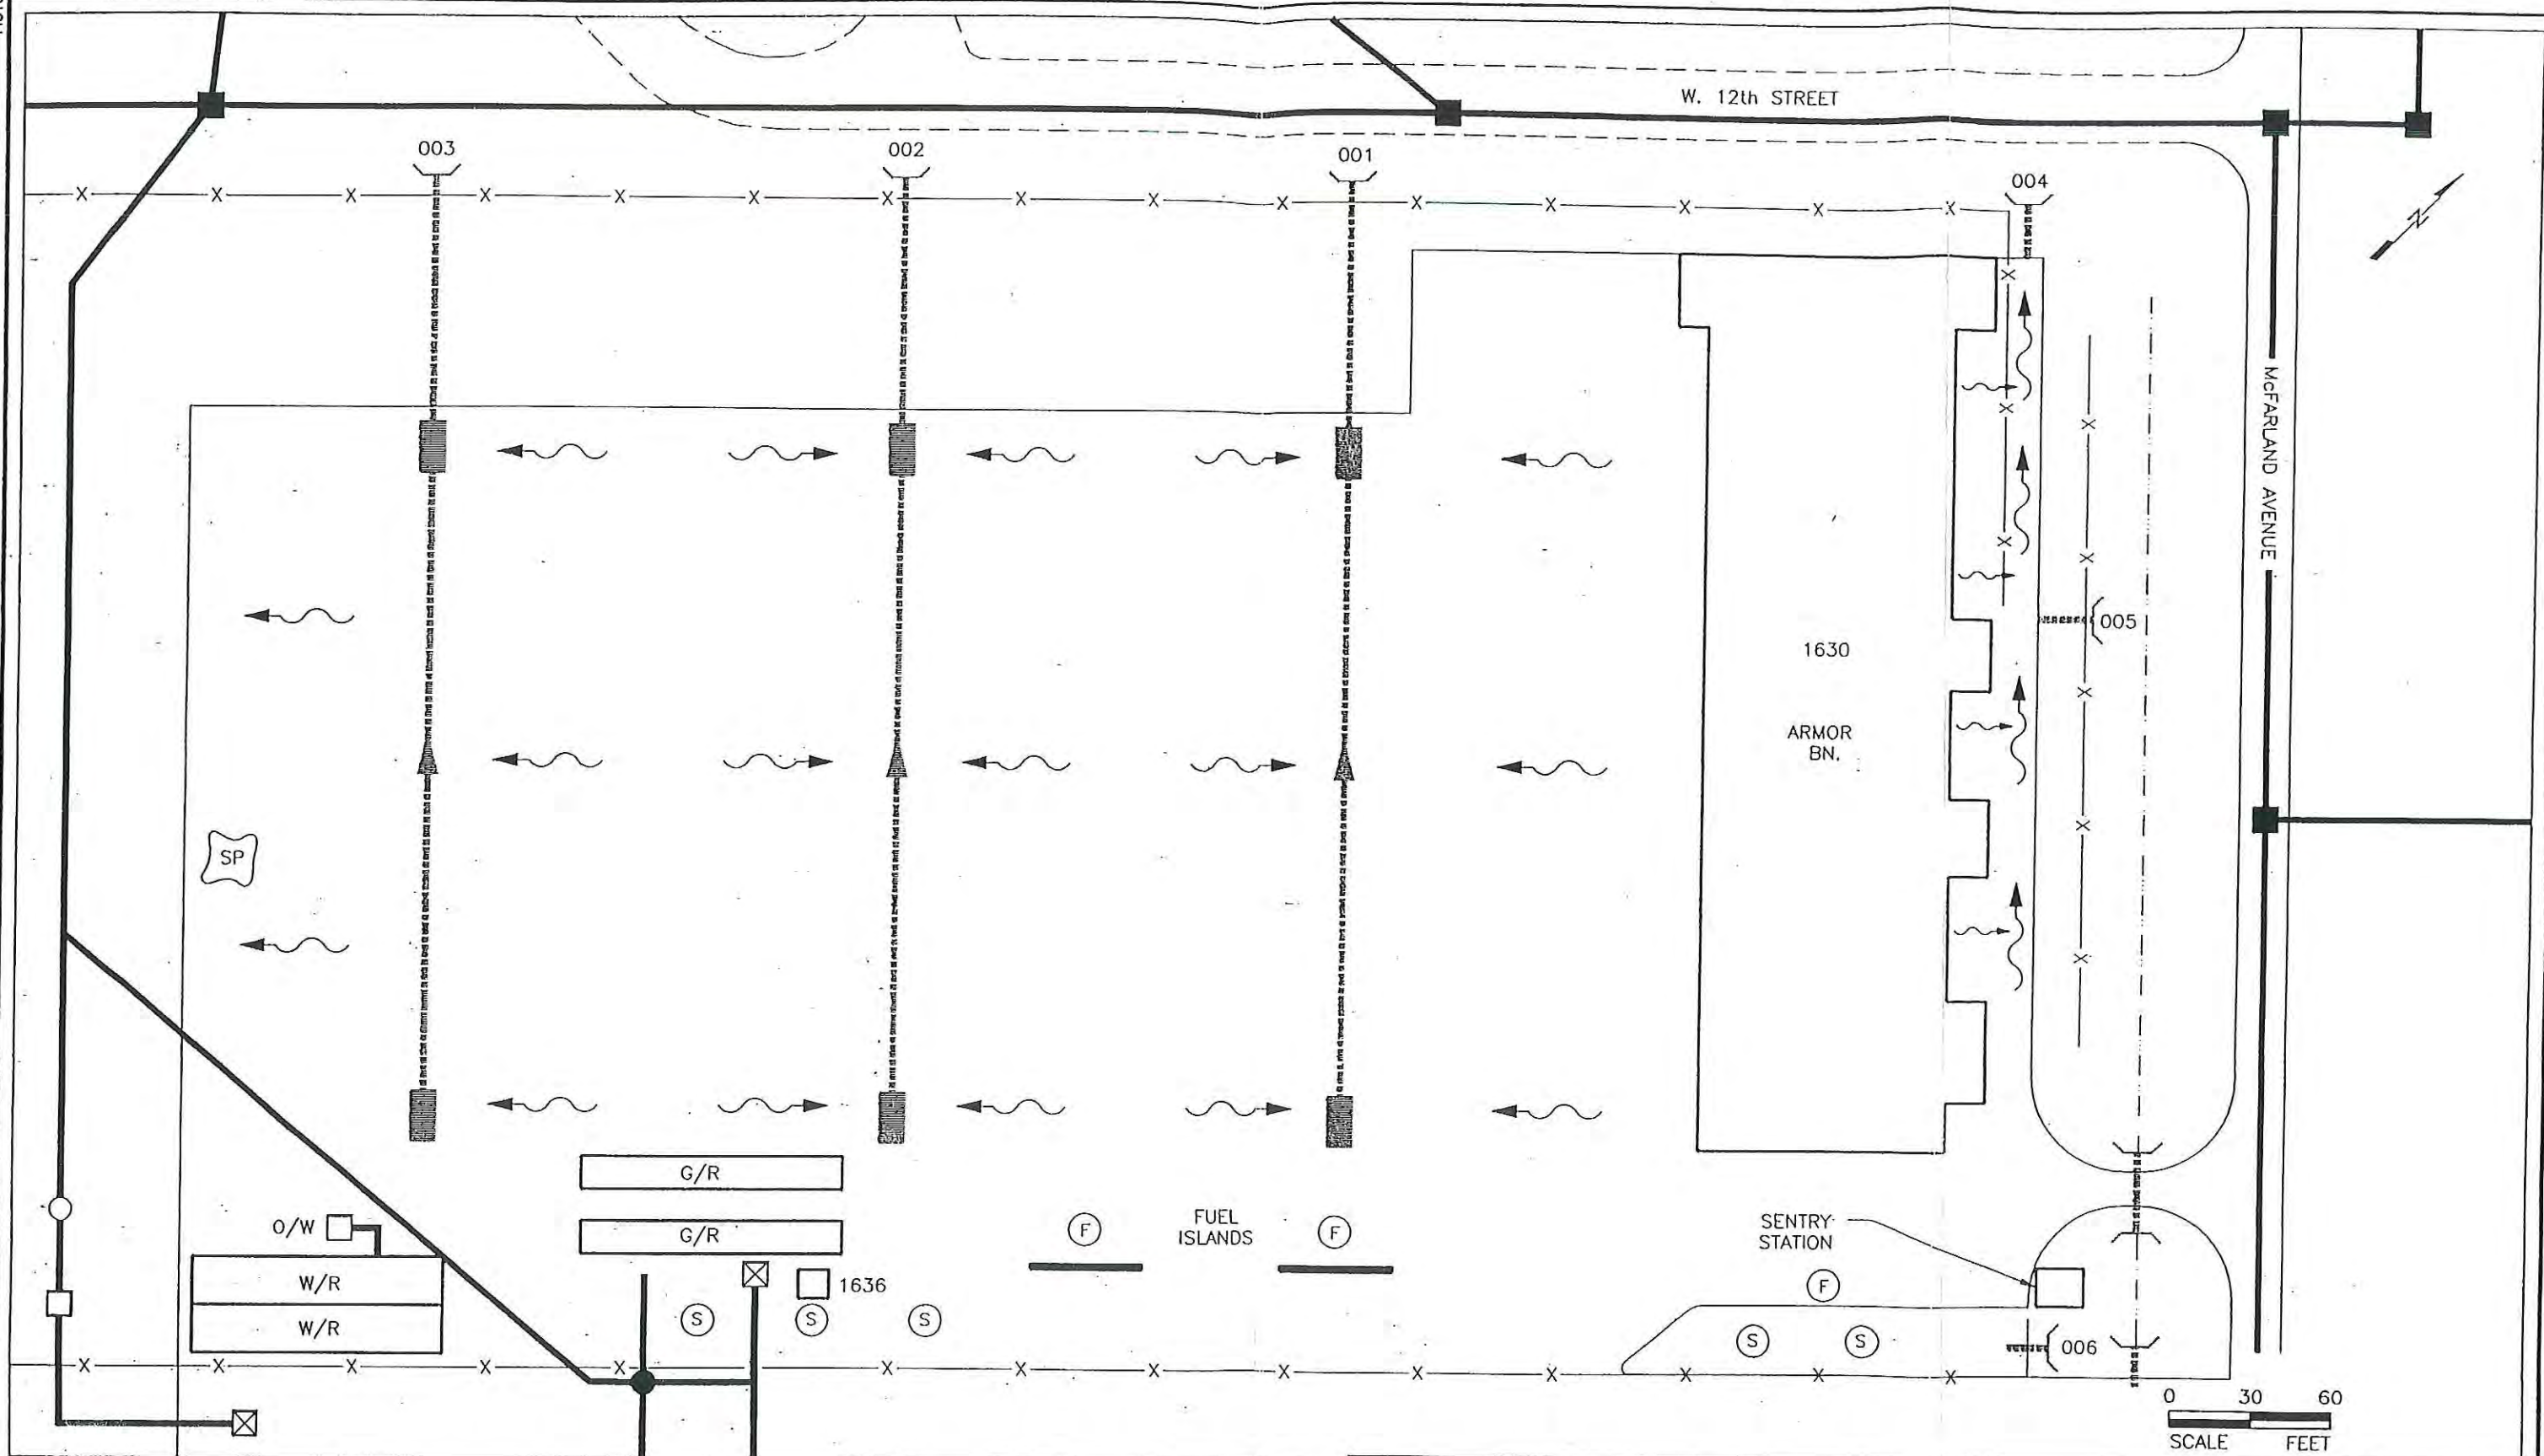 W. 12th STREET
003
002
001
004
N
McFARLAND AVENUE
005
1630
ARMOR
BN.
SP
G/R
G/R
O/W
W/R
W/R
1636
F
FUEL
ISLANDS
F
S
S
S
SENTRY
STATION
F
S
S
006
0 30 60
SCALE FEET
X X X X X X X X X X X X X X X
X X X
X X X X X
X X X X X X X X X X X X X X